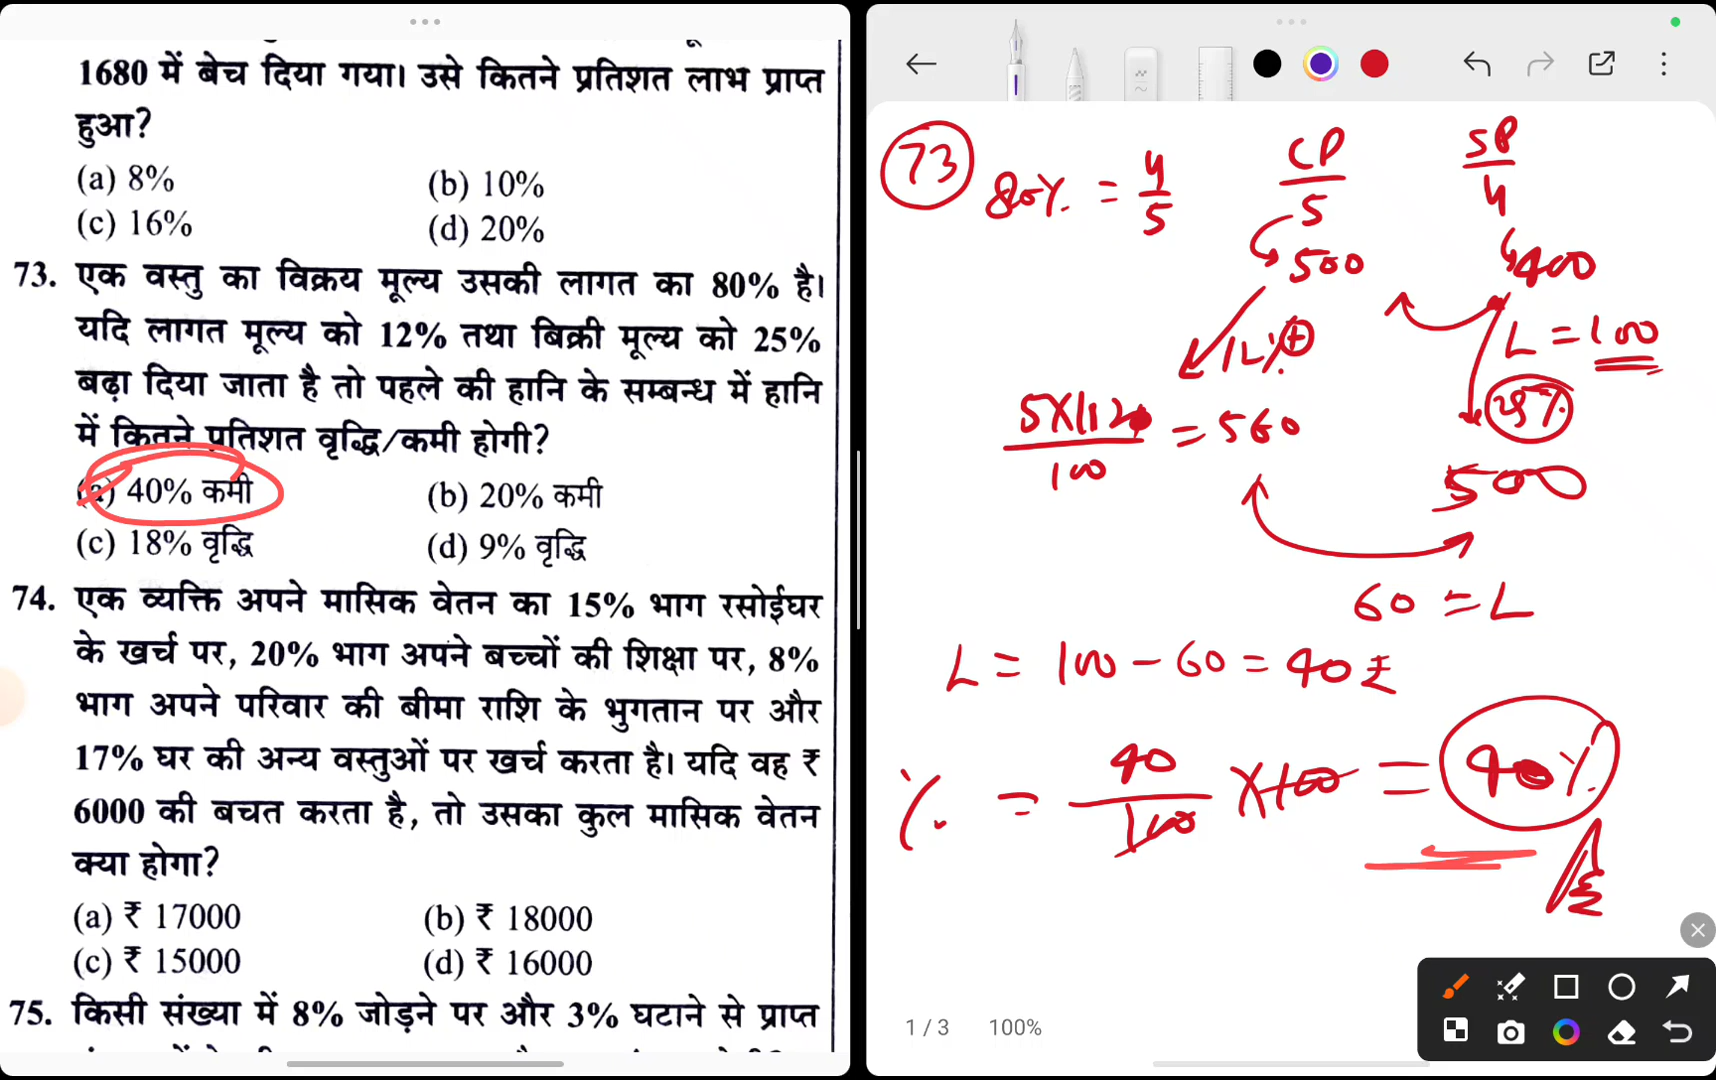 1680 में बेच दिया गया। उसे कितने प्रतिशत लाभ प्राप्त
हुआ?
(a) 8% (b) 10%
(c) 16% (d) 20%
73. एक वस्तु का विक्रय मूल्य उसकी लागत का 80% है।
यदि लागत मूल्य को 12% तथा बिक्री मूल्य को 25%
बढ़ा दिया जाता है तो पहले की हानि के सम्बन्ध में हानि
में कितने प्रतिशत वृद्धि/कमी होगी?
(a) 40% कमी (b) 20% कमी
(c) 18% वृद्धि (d) 9% वृद्धि
74. एक व्यक्ति अपने मासिक वेतन का 15% भाग रसोईघर
के खर्च पर, 20% भाग अपने बच्चों की शिक्षा पर, 8%
भाग अपने परिवार की बीमा राशि के भुगतान पर और
17% घर की अन्य वस्तुओं पर खर्च करता है। यदि वह ₹
6000 की बचत करता है, तो उसका कुल मासिक वेतन
क्या होगा?
(a) ₹ 17000 (b) ₹ 18000
(c) ₹ 15000 (d) ₹ 16000
75. किसी संख्या में 8% जोड़ने पर और 3% घटाने से प्राप्त
73 80% = 4/5 CP SP
5 4
500 400
12% + L = 100
25%
5X1120/100 = 560 500
60 = L
L = 100 - 60 = 40 ₹
% = 40/100 X100 = 40%
1 / 3 100%